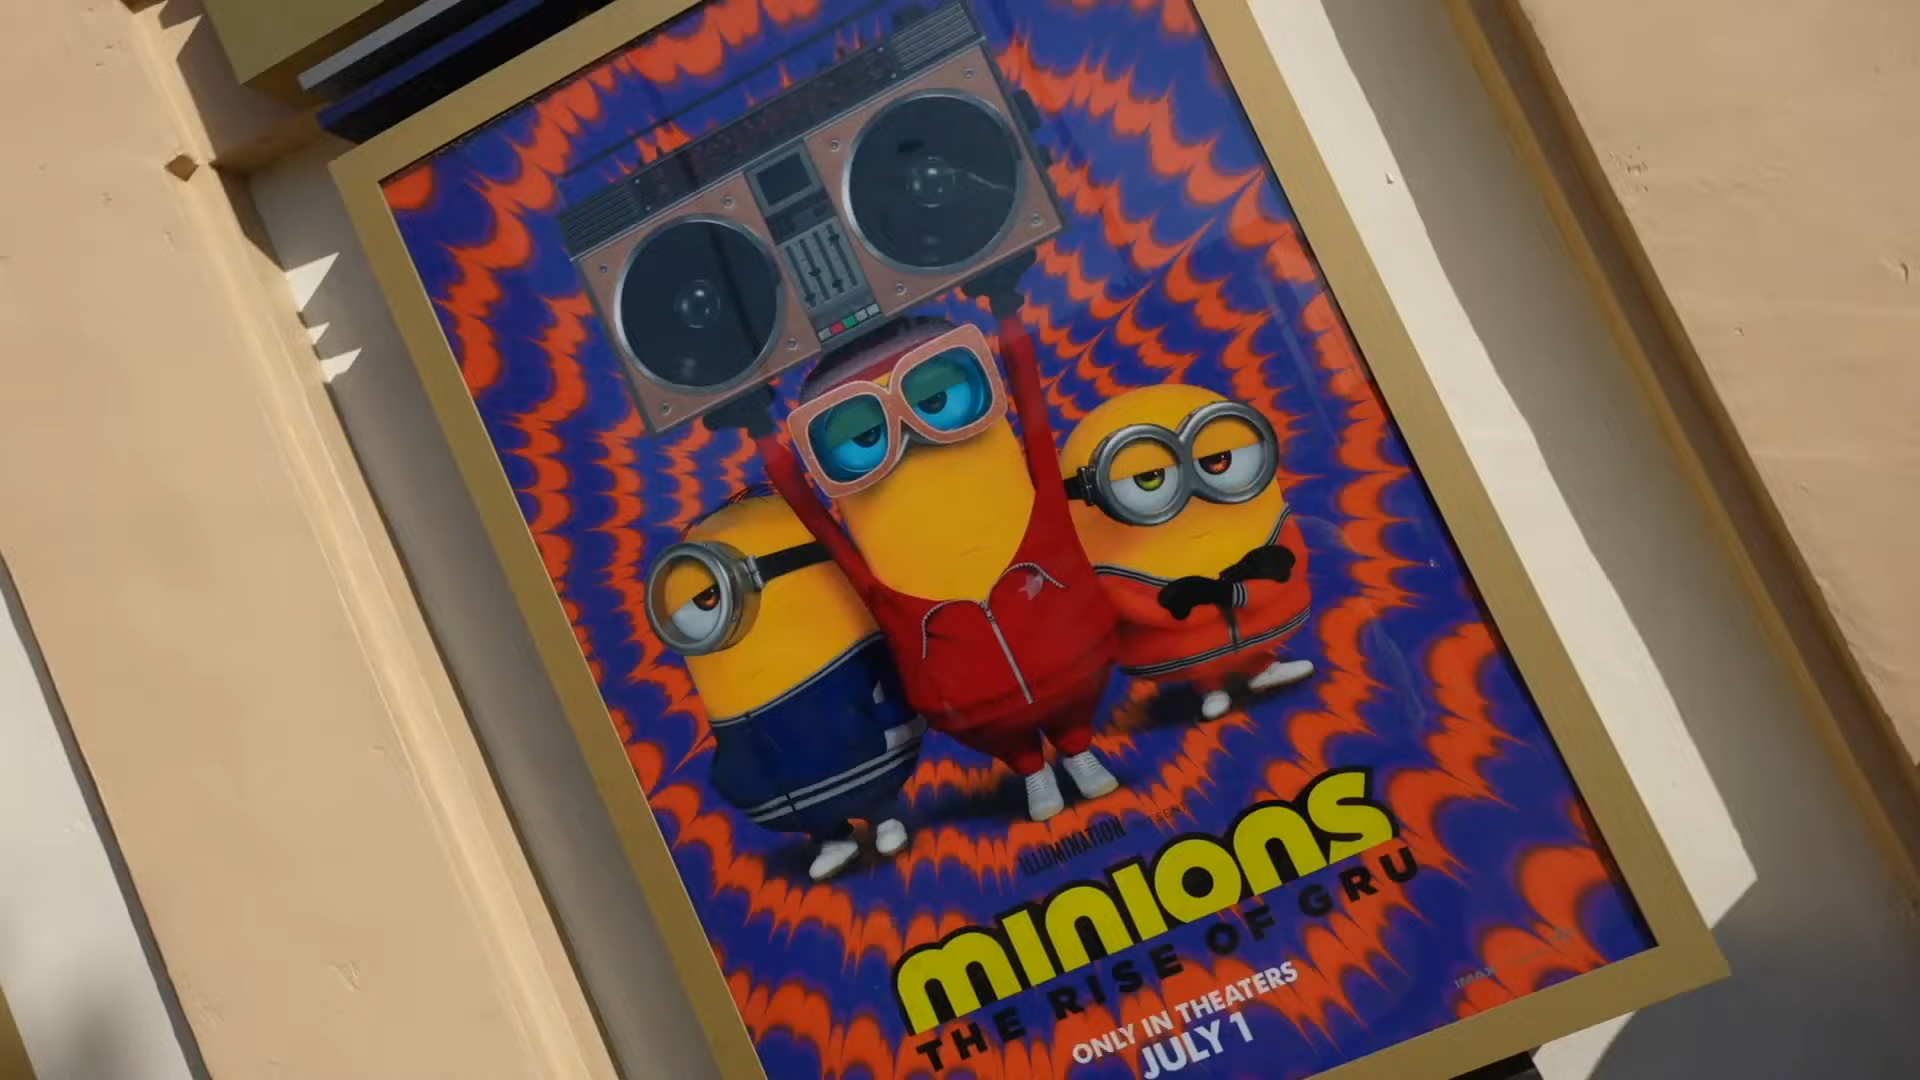 ILLUMINATION
minions
THE RISE OF GRU
ONLY IN THEATERS
JULY 1
IMAX